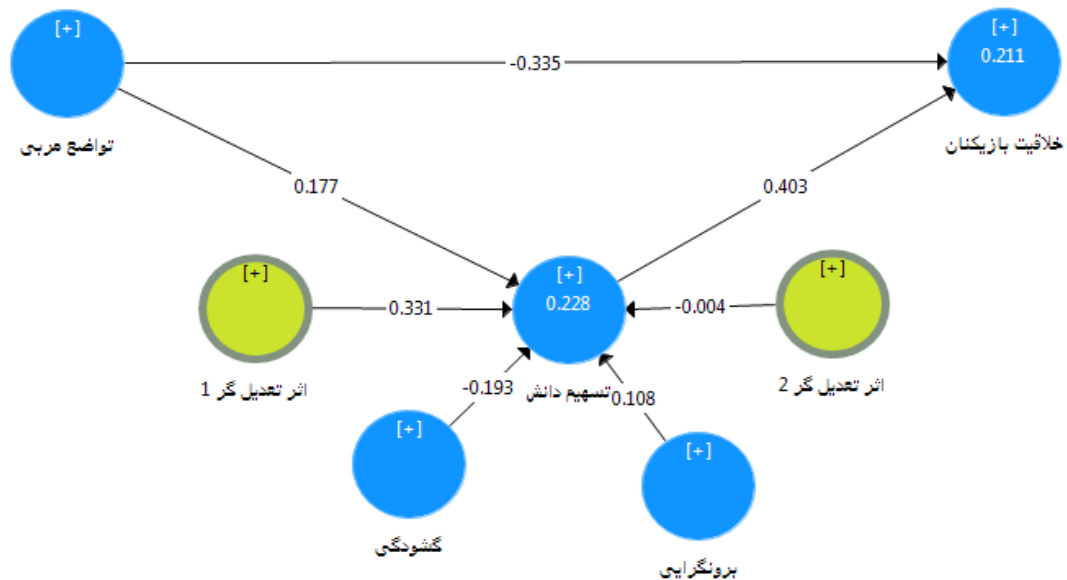 [+]
[+]
0.211
-0.335
تواضع مربی
خلاقیت بازیکنان
0.177
0.403
[+]
[+]
[+]
0.228
0.331
-0.004
اثر تعدیل گر 1
تسهیم دانش
اثر تعدیل گر 2
-0.193
0.108
[+]
[+]
گشودگی
برونگرایی